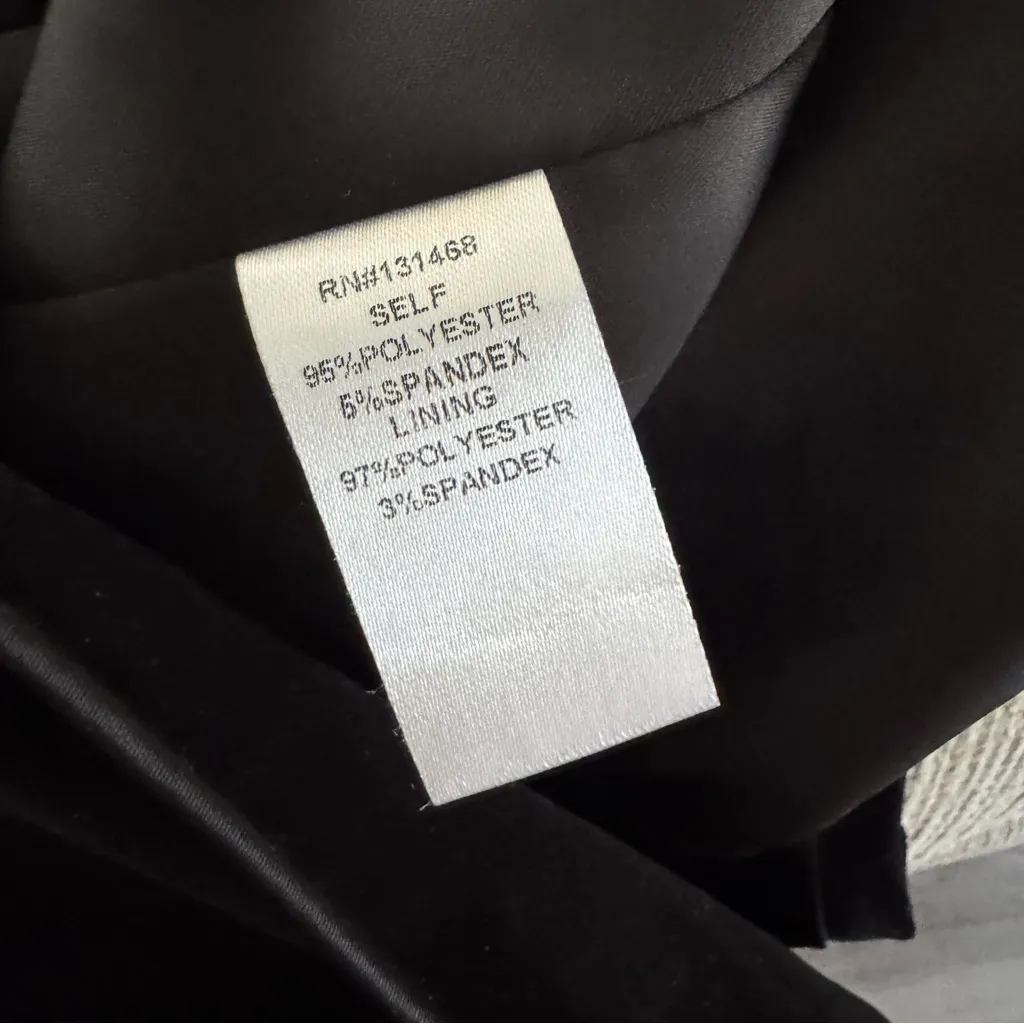 RN#131468
SELF
95%POLYESTER
5%SPANDEX
LINING
97%POLYESTER
3%SPANDEX